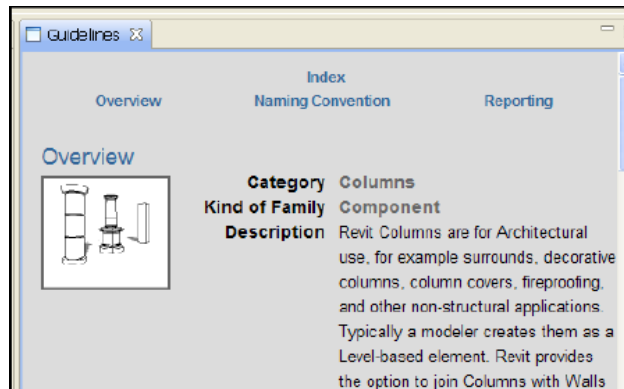 Guidelines
Index
Overview Naming Convention Reporting
Overview
Category Columns
Kind of Family Component
Description Revit Columns are for Architectural
use, for example surrounds, decorative
columns, column covers, fireproofing,
and other non-structural applications.
Typically a modeler creates them as a
Level-based element. Revit provides
the option to join Columns with Walls